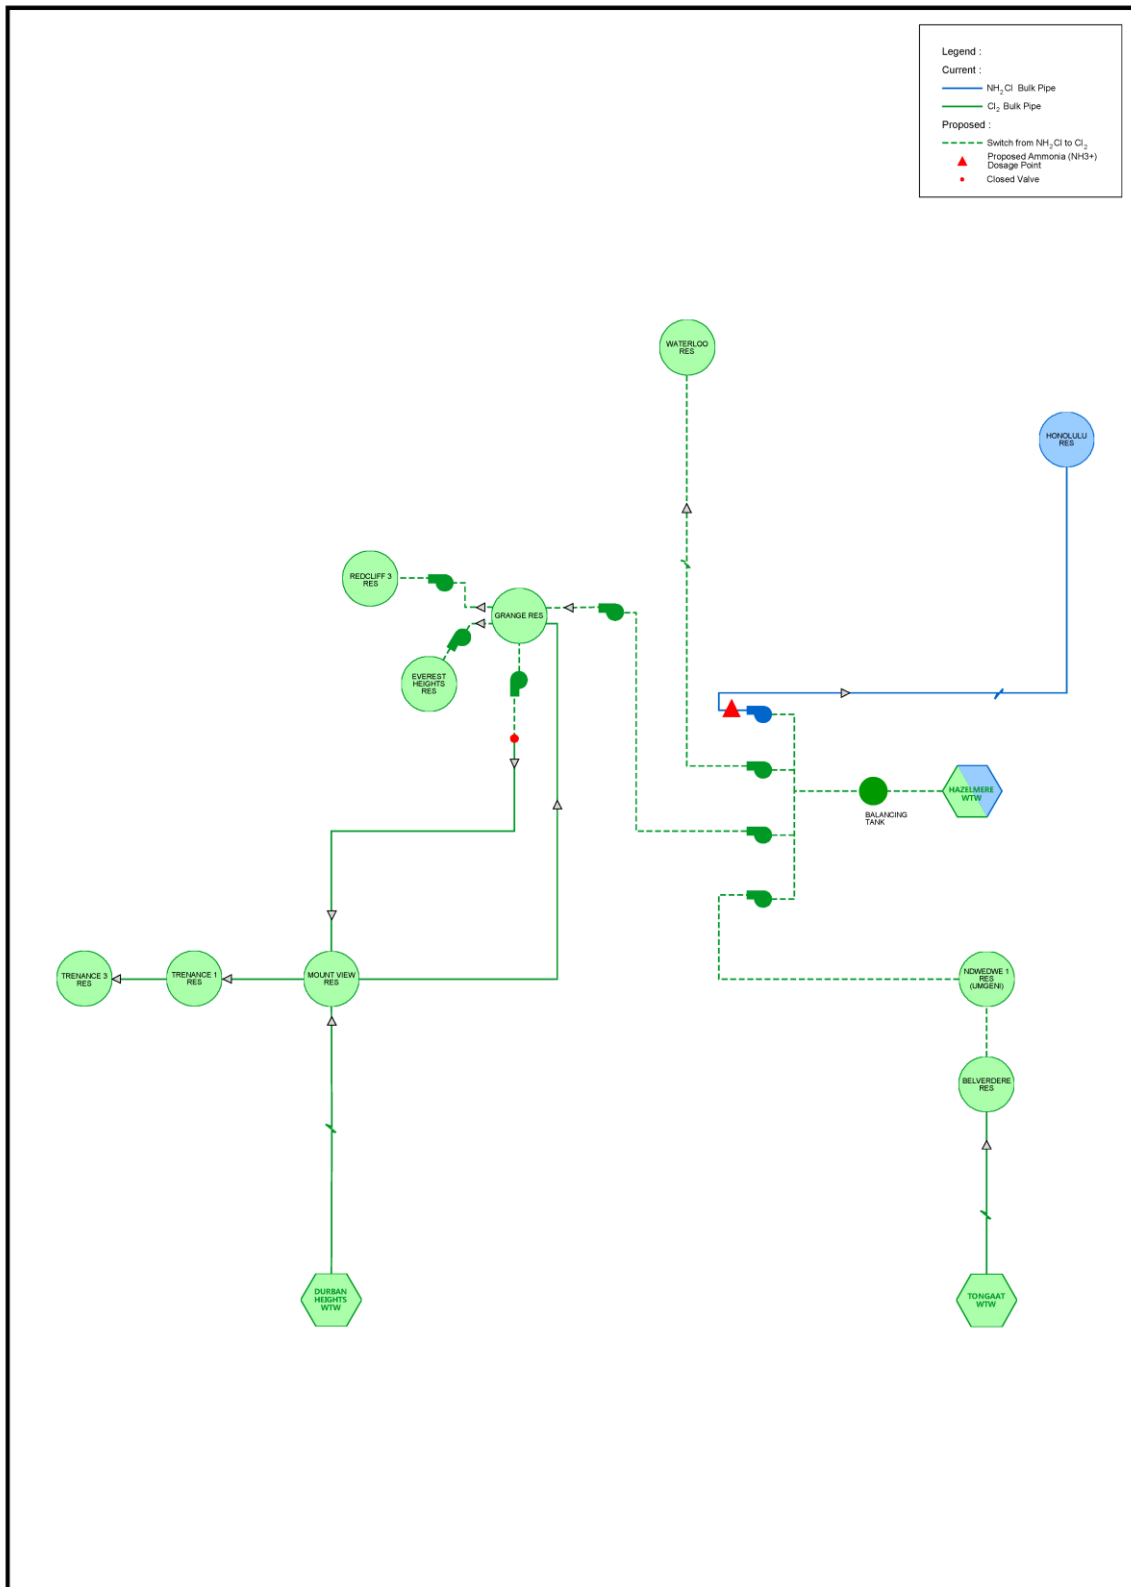 Legend :
Current :
NH₂Cl Bulk Pipe
Cl₂ Bulk Pipe
Proposed :
Switch from NH₂Cl to Cl₂
Proposed Ammonia (NH3+)
Dosage Point
Closed Valve
WATERLOO
RES
HONOLULU
RES
REDCLIFF 3
RES
GRANGE RES
EVEREST
HEIGHTS
RES
HAZELMERE
WTW
BALANCING
TANK
TRENANCE 3
RES
TRENANCE 1
RES
MOUNT VIEW
RES
NDWEDWE 1
RES
(UMGENI)
BELVERDERE
RES
DURBAN
HEIGHTS
WTW
TONGAAT
WTW